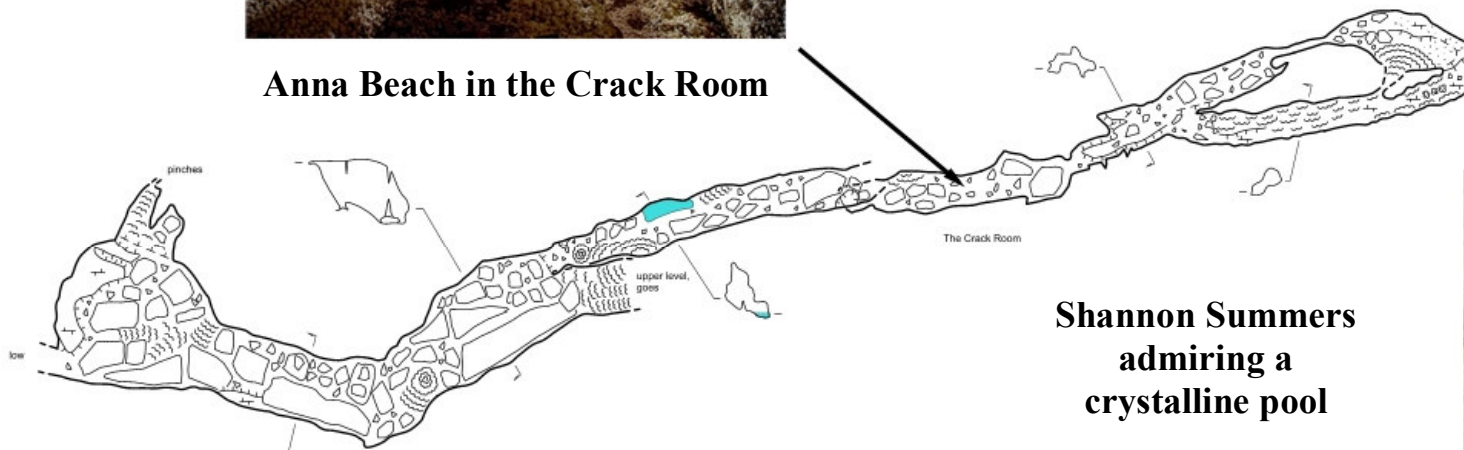 Anna Beach in the Crack Room
pinches
The Crack Room
upper level,
goes
low
Shannon Summers
admiring a
crystalline pool